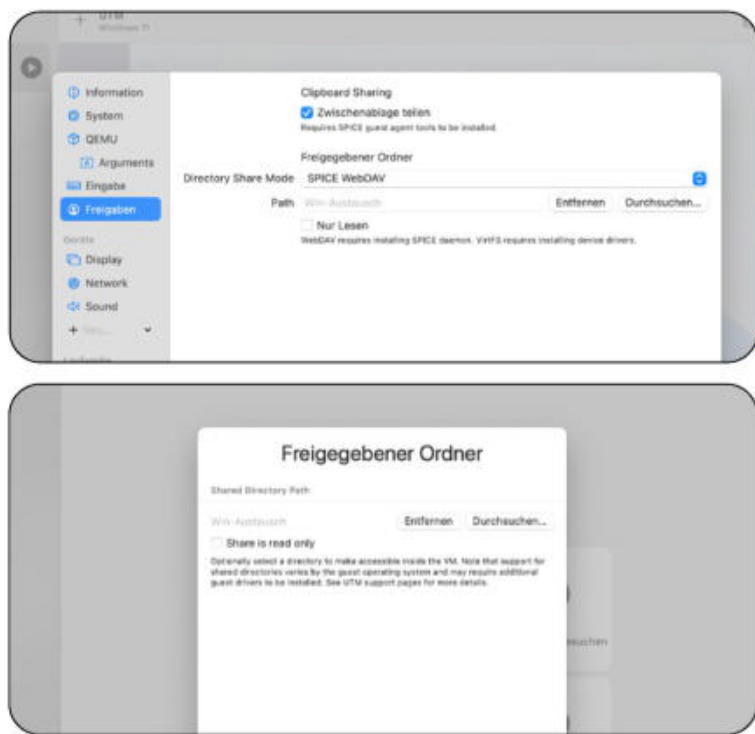 UTM
Windows 11
Information
System
QEMU
Arguments
Eingabe
Freigaben
Geräte
Display
Network
Sound
Neu...
Clipboard Sharing
Zwischenablage teilen
Requires SPICE guest agent tools to be installed.
Freigegebener Ordner
Directory Share Mode SPICE WebDAV
Path Win-Austausch Entfernen Durchsuchen...
Nur Lesen
WebDAV requires installing SPICE daemon. VirtFS requires installing device drivers.
Freigegebener Ordner
Shared Directory Path
Win-Austausch Entfernen Durchsuchen...
Share is read only
Optionally select a directory to make accessible inside the VM. Note that support for
shared directories varies by the guest operating system and may require additional
guest drivers to be installed. See UTM support pages for more details.